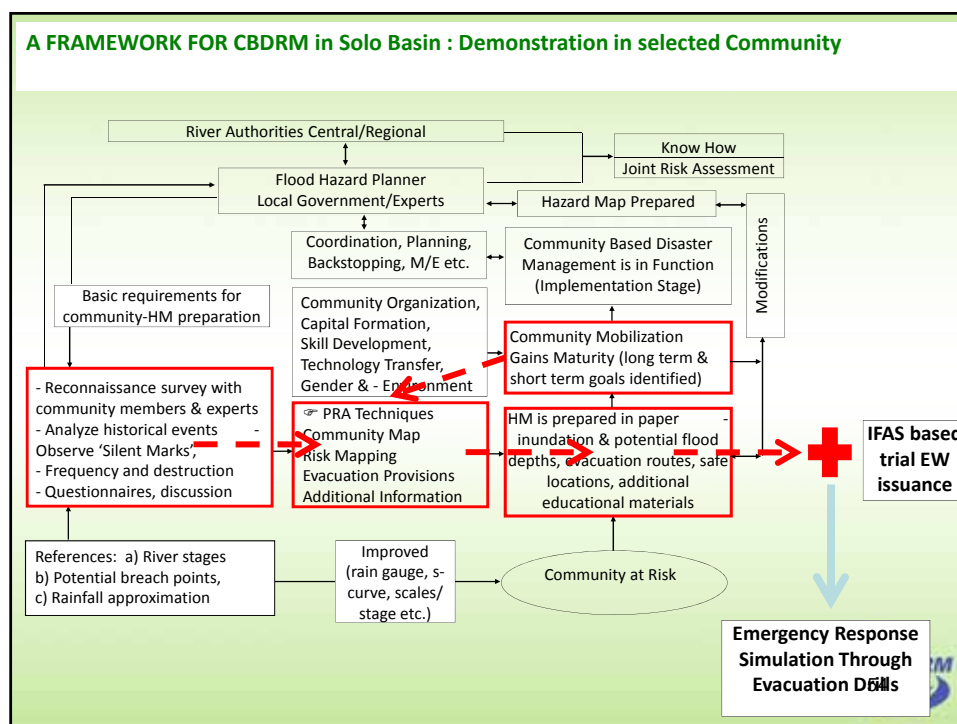 A FRAMEWORK FOR CBDRM in Solo Basin : Demonstration in selected Community
River Authorities Central/Regional
Know How
Joint Risk Assessment
Flood Hazard Planner
Local Government/Experts
Hazard Map Prepared
Modifications
Coordination, Planning,
Backstopping, M/E etc.
Community Based Disaster
Management is in Function
(Implementation Stage)
Basic requirements for
community-HM preparation
Community Organization,
Capital Formation,
Skill Development,
Technology Transfer,
Gender & - Environment
Community Mobilization
Gains Maturity (long term &
short term goals identified)
- Reconnaissance survey with
community members & experts
- Analyze historical events -
Observe ‘Silent Marks’,
- Frequency and destruction
- Questionnaires, discussion
☞ PRA Techniques
Community Map
Risk Mapping
Evacuation Provisions
Additional Information
HM is prepared in paper -
inundation & potential flood
depths, evacuation routes, safe
locations, additional
educational materials
IFAS based
trial EW
issuance
References: a) River stages
b) Potential breach points,
c) Rainfall approximation
Improved
(rain gauge, s-
curve, scales/
stage etc.)
Community at Risk
Emergency Response
Simulation Through
Evacuation Drills
54
RM